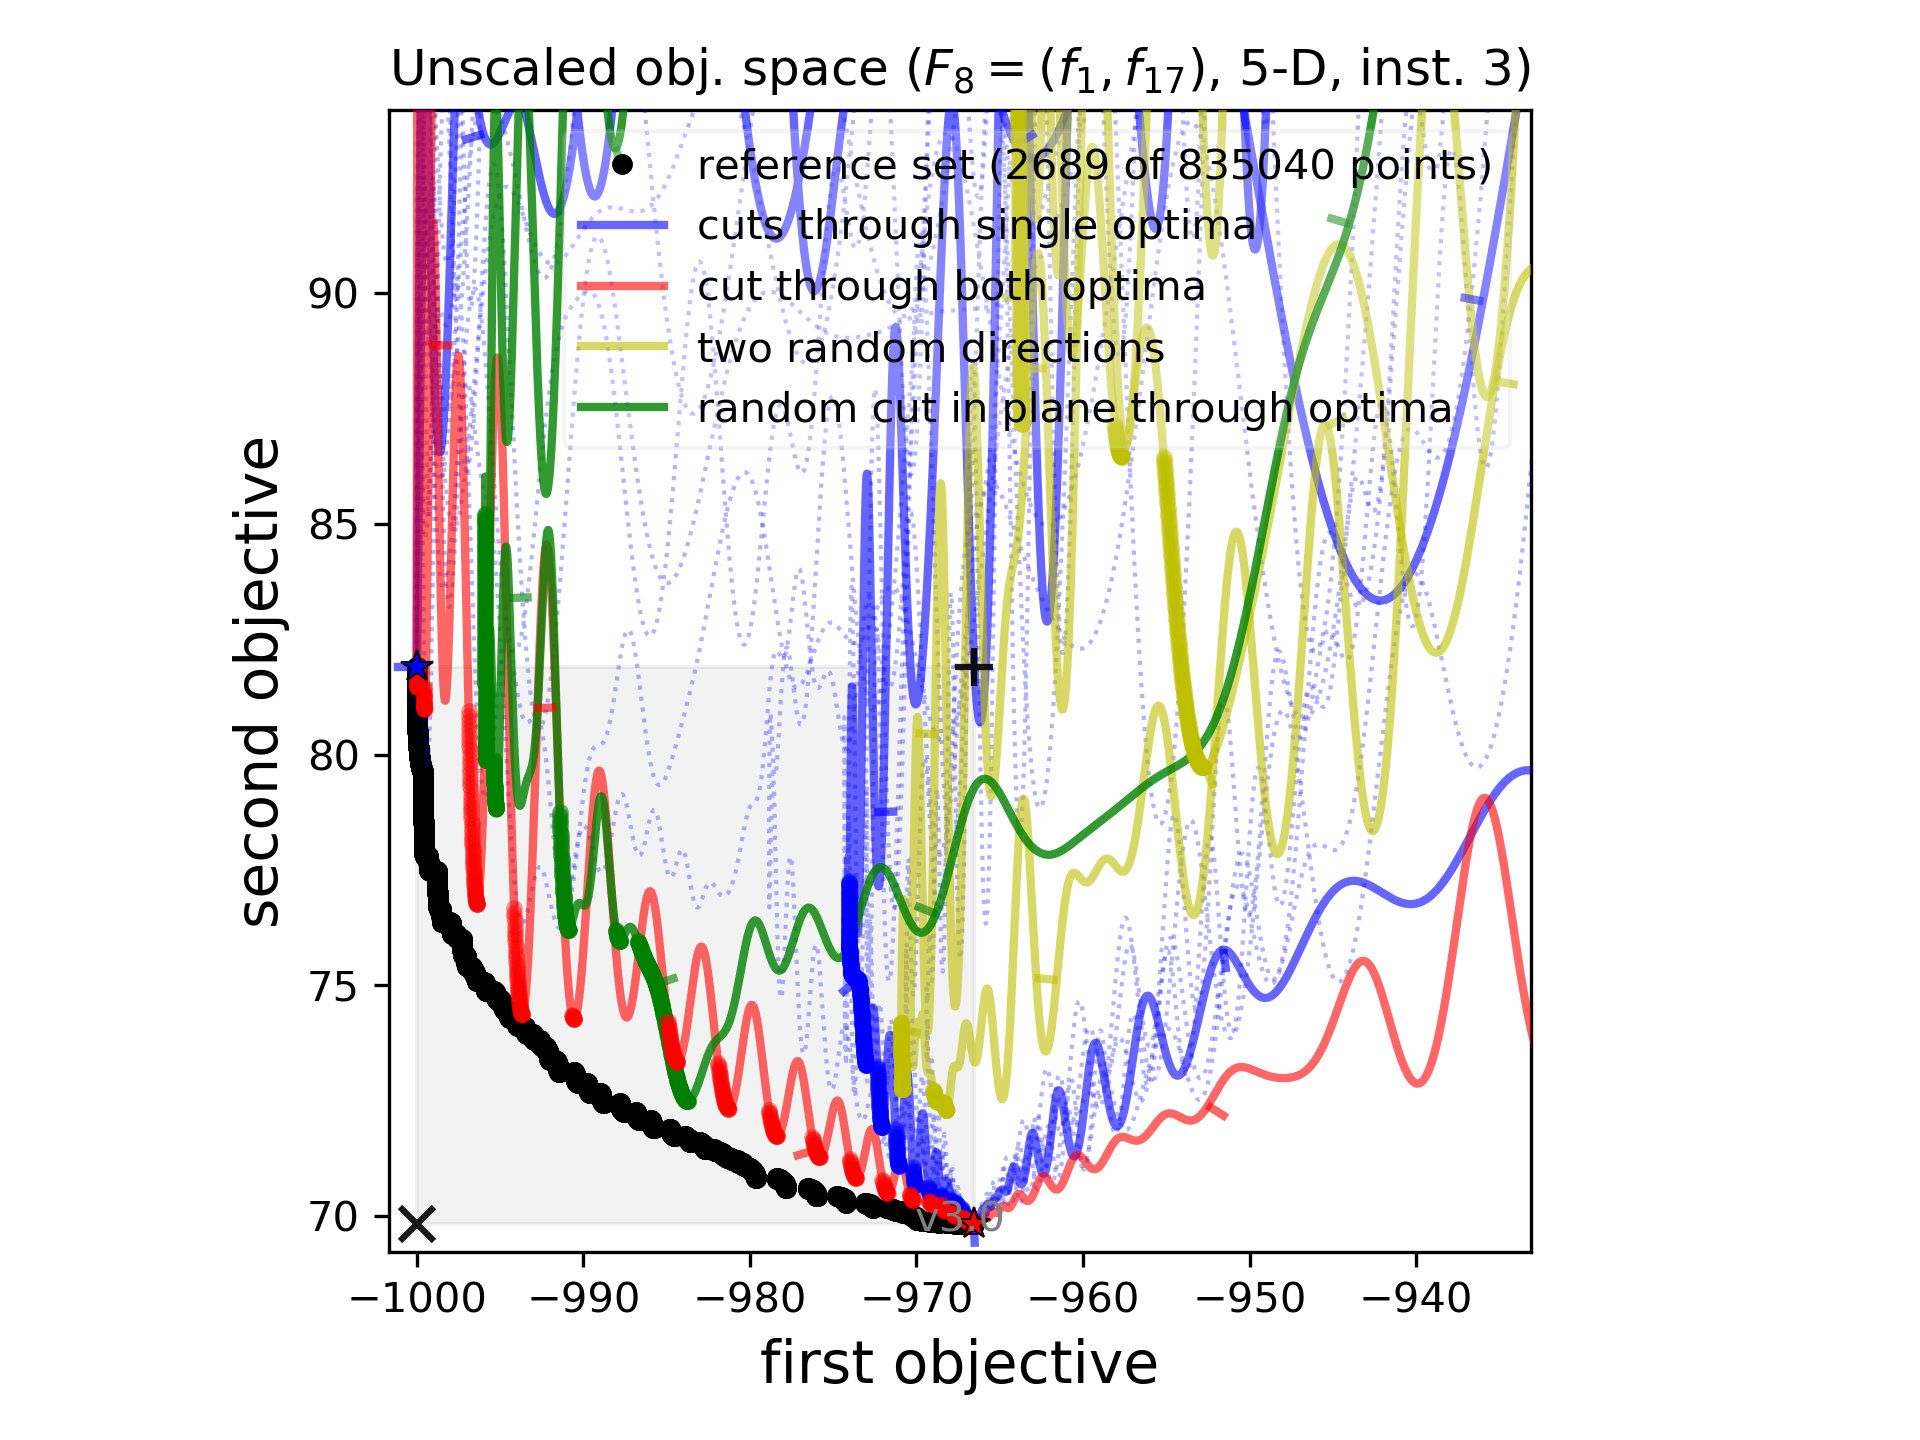 Unscaled obj. space (F₈ = (f₁, f₁₇), 5-D, inst. 3)
reference set (2689 of 835040 points)
cuts through single optima
cut through both optima
two random directions
random cut in plane through optima
90
85
80
75
70
second objective
v3.0
−1000 −990 −980 −970 −960 −950 −940
first objective